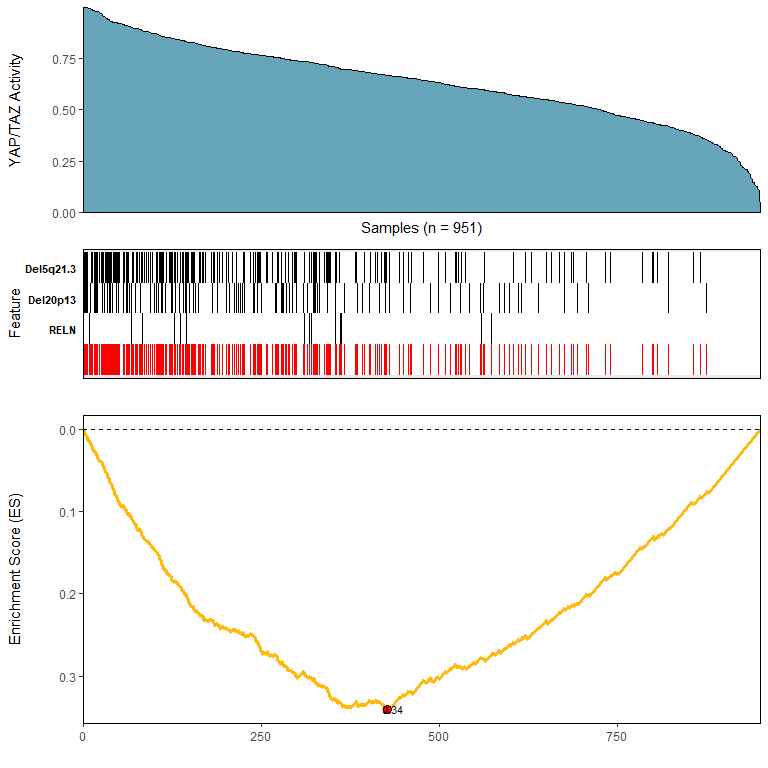 YAP/TAZ Activity
0.75
0.50
0.25
0.00
Samples (n = 951)
Feature
Del5q21.3
Del20p13
RELN
Enrichment Score (ES)
0.0
0.1
0.2
0.3
0.34
0
250
500
750